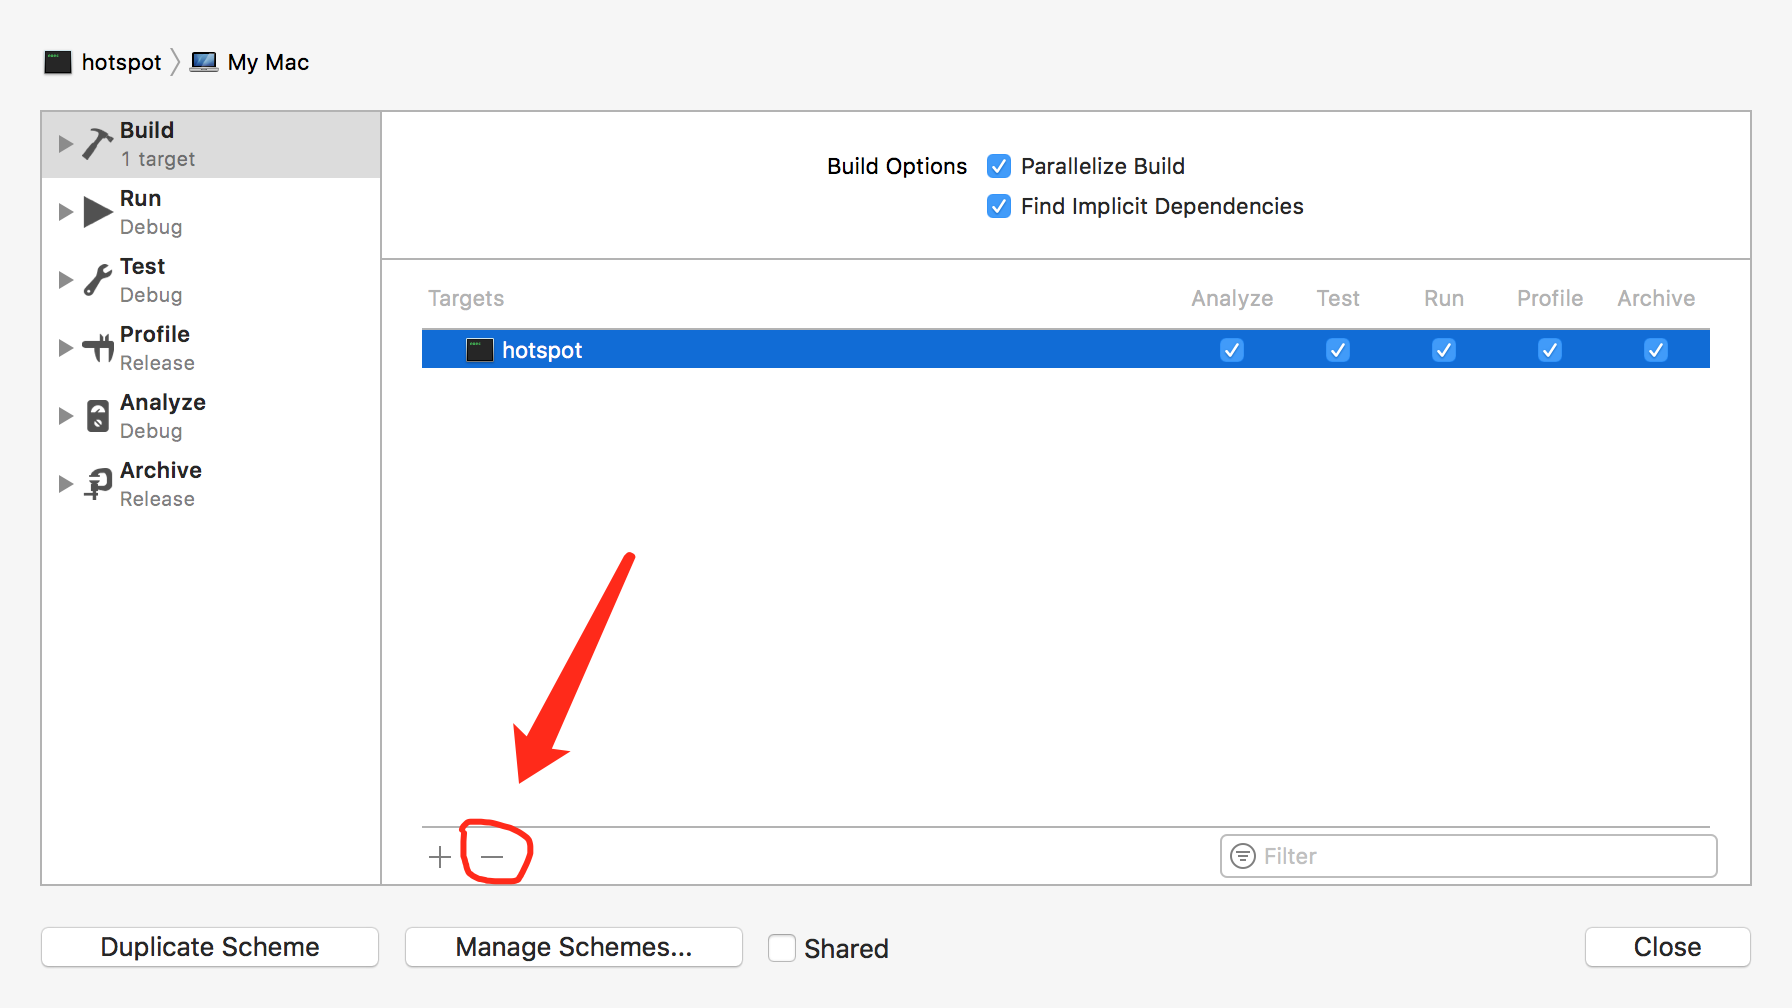 hotspot My Mac
Build
1 target
Run
Debug
Test
Debug
Profile
Release
Analyze
Debug
Archive
Release
Build Options Parallelize Build
Find Implicit Dependencies
Targets Analyze Test Run Profile Archive
hotspot
Filter
Duplicate Scheme Manage Schemes... Shared Close